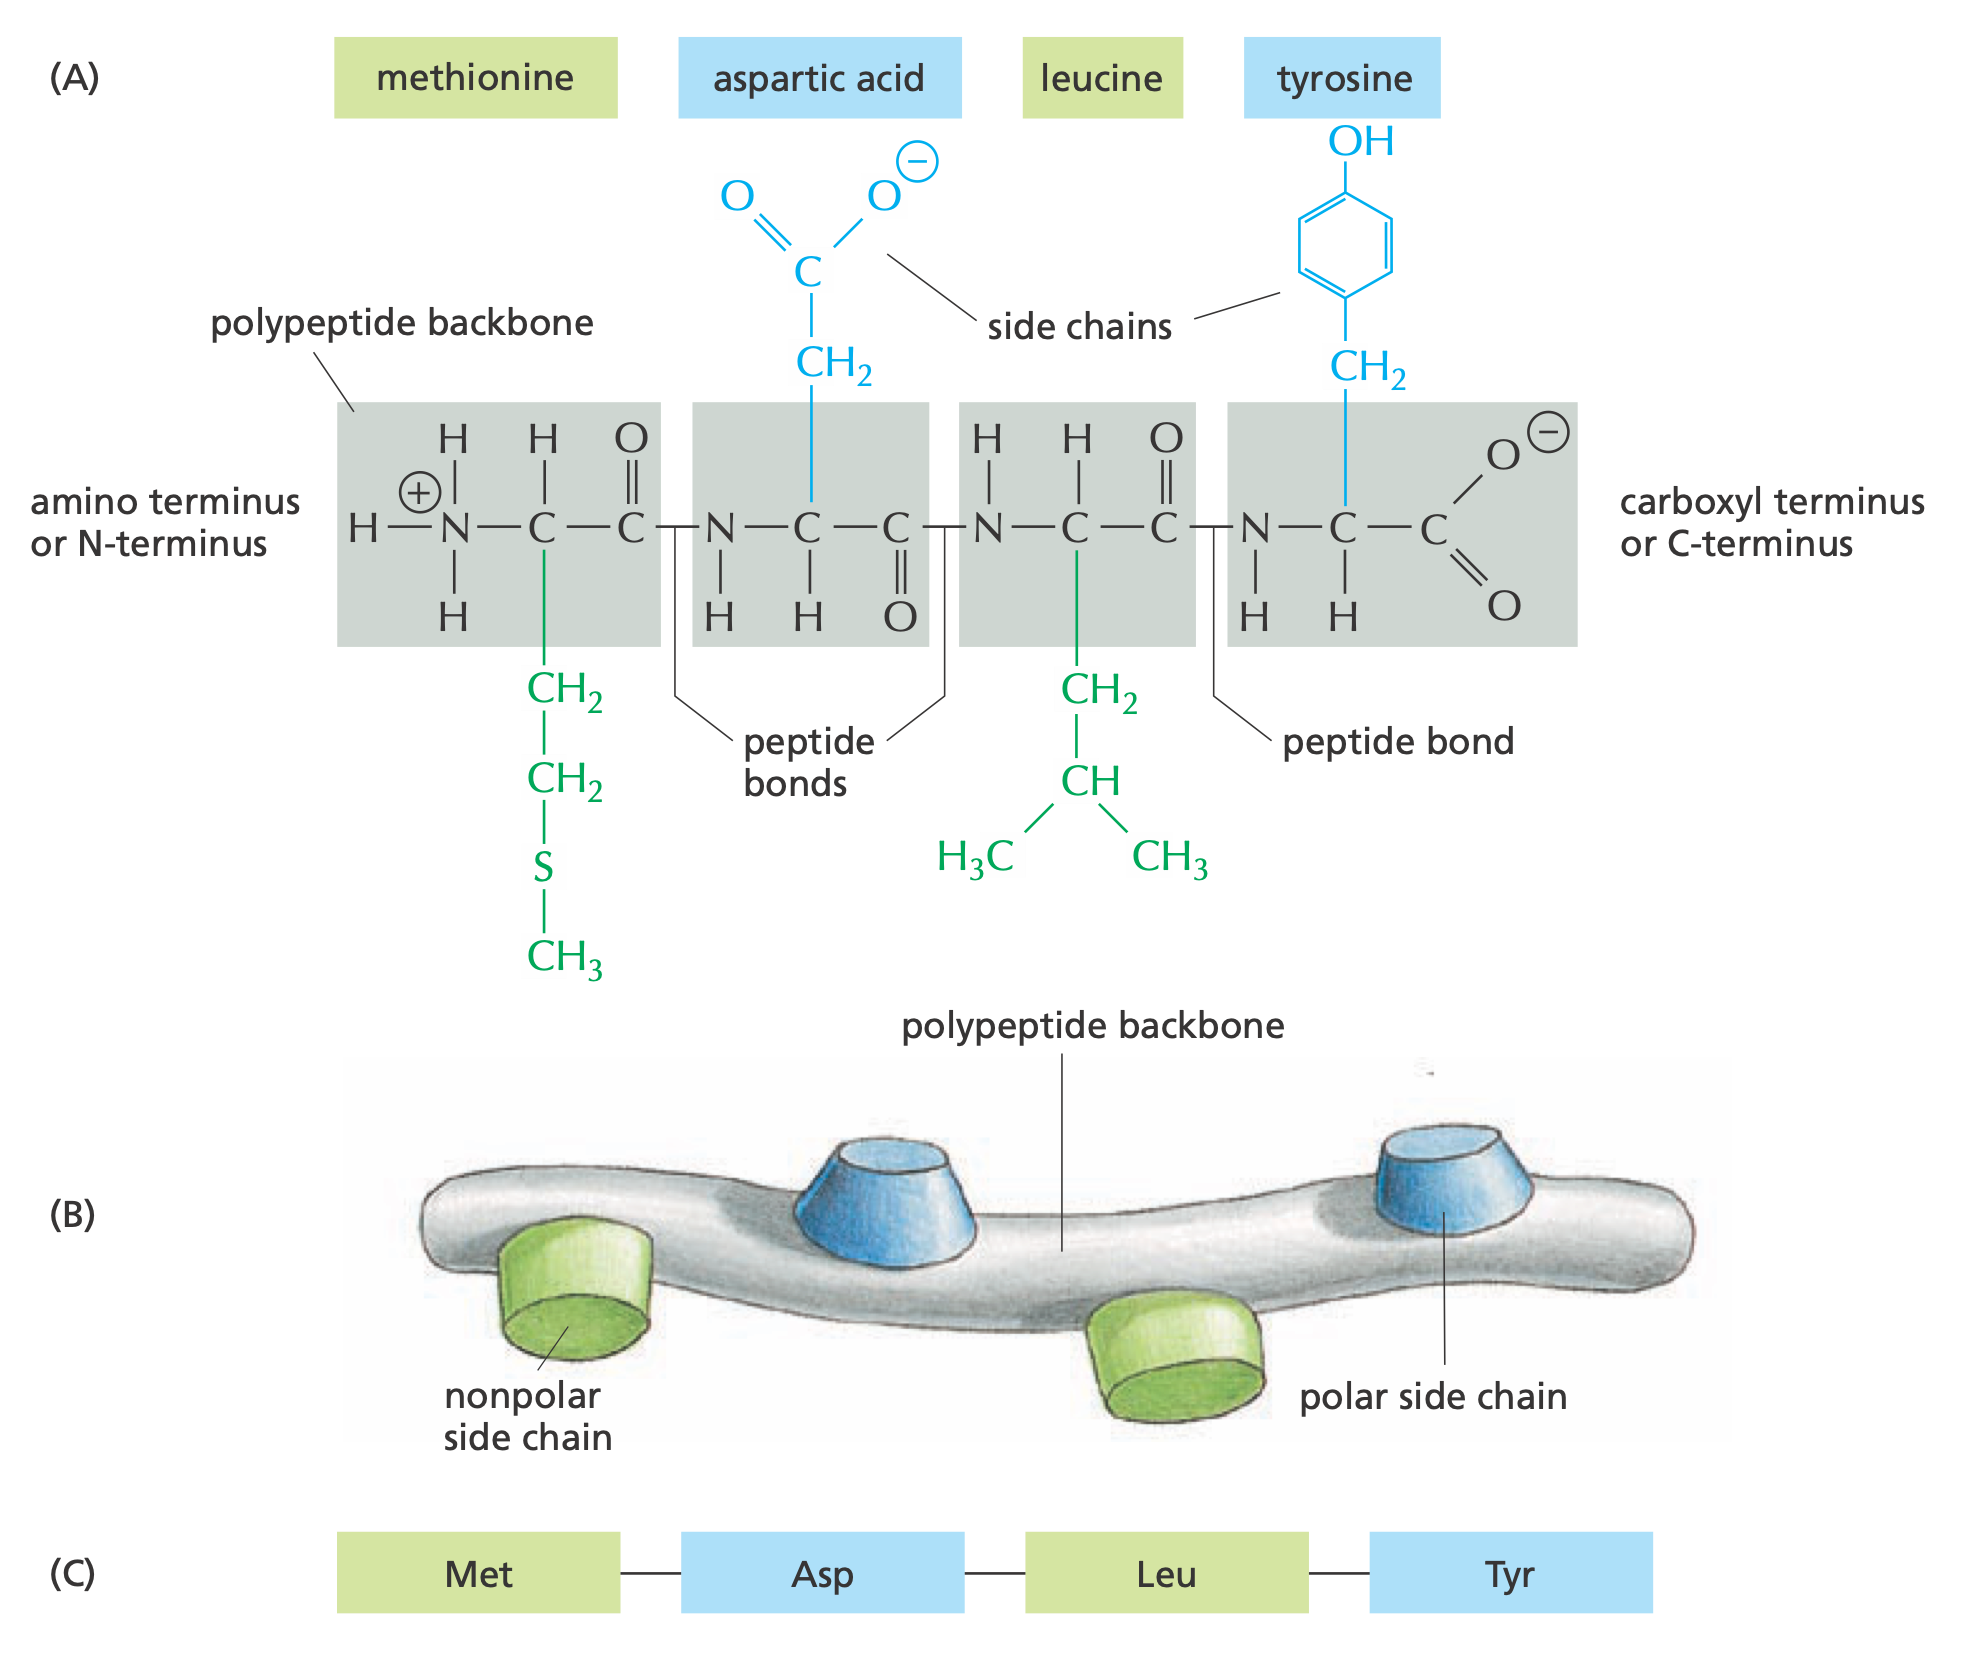 (A)
methionine
aspartic acid
leucine
tyrosine
OH
O
O
−
C
side chains
polypeptide backbone
CH2
CH2
H H O H H O O −
amino terminus
or N-terminus
+
H N C C N C C N C C N C C
carboxyl terminus
or C-terminus
H H H O H H O
CH2
CH2
peptide
bonds
peptide bond
CH2
CH
H3C
CH3
S
CH3
polypeptide backbone
(B)
nonpolar
side chain
polar side chain
(C)
Met
Asp
Leu
Tyr